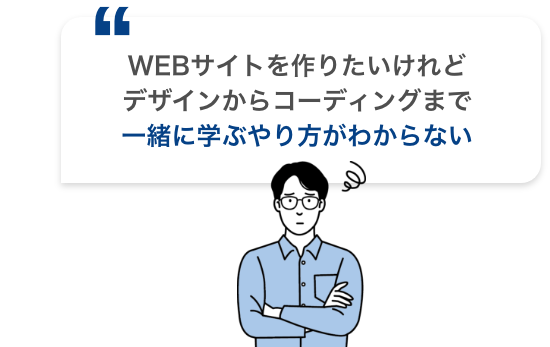 WEBサイトを作りたいけれど
デザインからコーディングまで
一緒に学ぶやり方がわからない